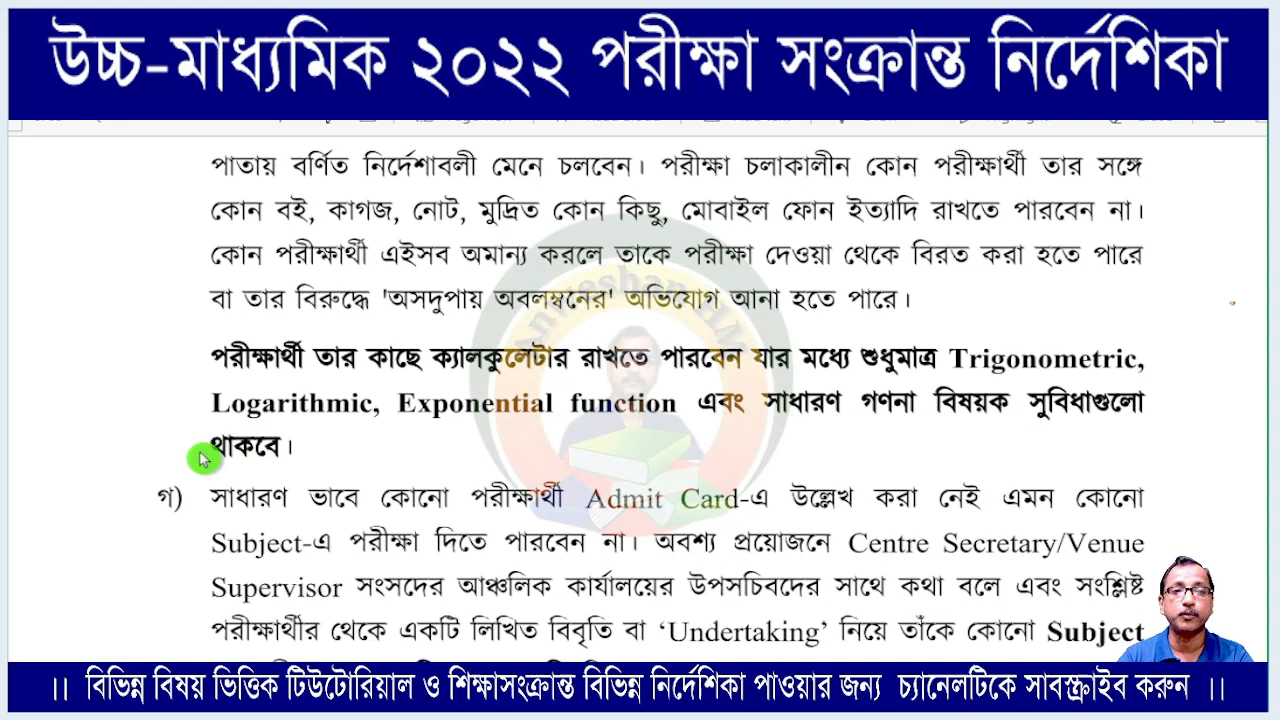 উচ্চ-মাধ্যমিক ২০২২ পরীক্ষা সংক্রান্ত নির্দেশিকা
পাতায় বর্ণিত নির্দেশাবলী মেনে চলবেন। পরীক্ষা চলাকালীন কোন পরীক্ষার্থী তার সঙ্গে
কোন বই, কাগজ, নোট, মুদ্রিত কোন কিছু, মোবাইল ফোন ইত্যাদি রাখতে পারবেন না।
কোন পরীক্ষার্থী এইসব অমান্য করলে তাকে পরীক্ষা দেওয়া থেকে বিরত করা হতে পারে
বা তার বিরুদ্ধে 'অসদুপায় অবলম্বনের' অভিযোগ আনা হতে পারে।
Anweshan HM
পরীক্ষার্থী তার কাছে ক্যালকুলেটার রাখতে পারবেন যার মধ্যে শুধুমাত্র Trigonometric,
Logarithmic, Exponential function এবং সাধারণ গণনা বিষয়ক সুবিধাগুলো
থাকবে।
গ) সাধারণ ভাবে কোনো পরীক্ষার্থী Admit Card-এ উল্লেখ করা নেই এমন কোনো
Subject-এ পরীক্ষা দিতে পারবেন না। অবশ্য প্রয়োজনে Centre Secretary/Venue
Supervisor সংসদের আঞ্চলিক কার্যালয়ের উপসচিবদের সাথে কথা বলে এবং সংশ্লিষ্ট
পরীক্ষার্থীর থেকে একটি লিখিত বিবৃতি বা ‘Undertaking’ নিয়ে তাঁকে কোনো Subject
।। বিভিন্ন বিষয় ভিত্তিক টিউটোরিয়াল ও শিক্ষাসংক্রান্ত বিভিন্ন নির্দেশিকা পাওয়ার জন্য চ্যানেলটিকে সাবস্ক্রাইব করুন ।।